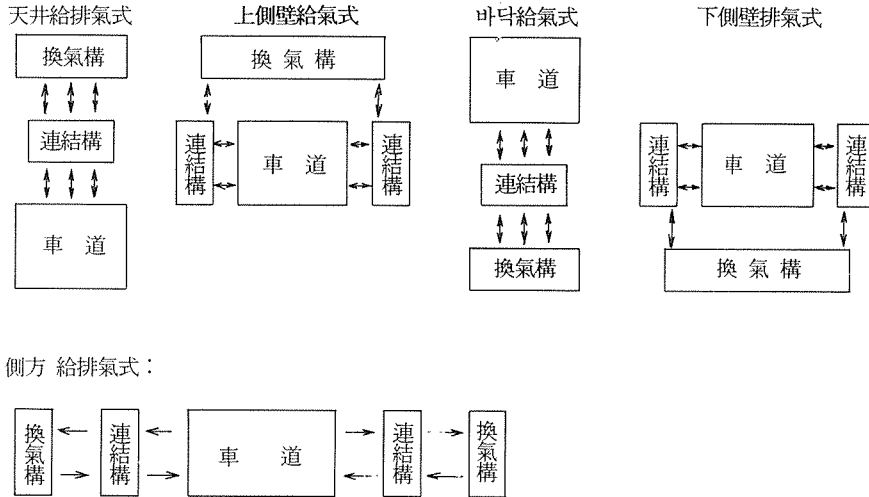 天井給排氣式
換氣構
連結構
車 道
上側壁給氣式
換 氣 構
連結構
車 道
連結構
바닥給氣式
車 道
連結構
換氣構
下側壁排氣式
連結構
車 道
連結構
換 氣 構
側方 給排氣式：
換氣構
連結構
車 道
連結構
換氣構